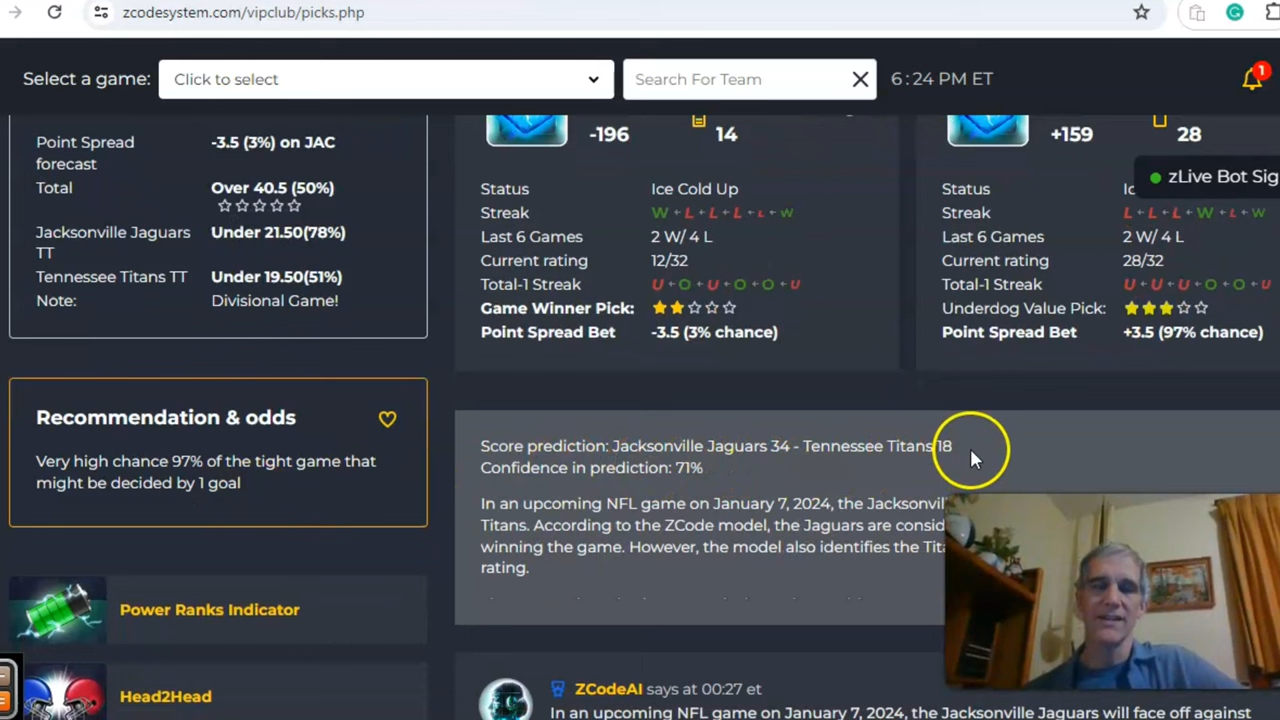 zcodesystem.com/vipclub/picks.php
Select a game:
Click to select
Search For Team
6:24 PM ET
1
Point Spread forecast
-3.5 (3%) on JAC
Total
Over 40.5 (50%)
Jacksonville Jaguars TT
Under 21.50(78%)
Tennessee Titans TT
Under 19.50(51%)
Note:
Divisional Game!
Recommendation & odds
Very high chance 97% of the tight game that
might be decided by 1 goal
Power Ranks Indicator
Head2Head
-196
14
Status
Ice Cold Up
Streak
W L L L L W
Last 6 Games
2 W/ 4 L
Current rating
12/32
Total-1 Streak
U O U O O U
Game Winner Pick:
Point Spread Bet
-3.5 (3% chance)
+159
28
zLive Bot Sig
Status
Streak
L L L W L W
Last 6 Games
2 W/ 4 L
Current rating
28/32
Total-1 Streak
U U U O O U
Underdog Value Pick:
Point Spread Bet
+3.5 (97% chance)
Score prediction: Jacksonville Jaguars 34 - Tennessee Titans 18
Confidence in prediction: 71%
In an upcoming NFL game on January 7, 2024, the Jacksonvil
Titans. According to the ZCode model, the Jaguars are consid
winning the game. However, the model also identifies the Tita
rating.
ZCodeAI says at 00:27 et
In an upcoming NFL game on January 7, 2024, the Jacksonville Jaguars will face off against